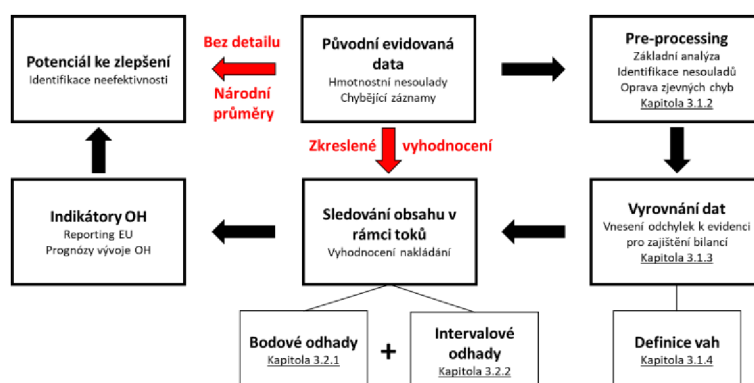 Potenciál ke zlepšení
Identifikace neefektivnosti
Bez detailu
Národní
průměry
Původní evidovaná
data
Hmotnostní nesoulady
Chybějící záznamy
Pre-processing
Základní analýza
Identifikace nesouladů
Oprava zjevných chyb
Kapitola 3.1.2
Zkreslené vyhodnocení
Indikátory OH
Reporting EU
Prognózy vývoje OH
Sledování obsahu v
rámci toků
Vyhodnocení nakládání
Vyrovnání dat
Vnesení odchylek k evidenci
pro zajištění bilancí
Kapitola 3.1.3
Bodové odhady
Kapitola 3.2.1
+
Intervalové
odhady
Kapitola 3.2.2
Definice vah
Kapitola 3.1.4